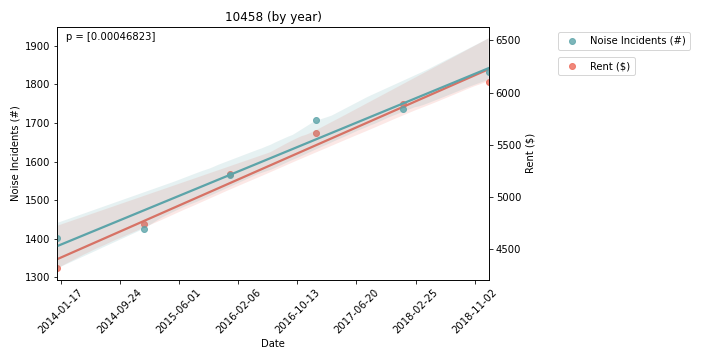 10458 (by year)
p = [0.00046823]
Noise Incidents (#)
Rent ($)
1900
1800
1700
1600
1500
1400
1300
Noise Incidents (#)
6500
6000
5500
5000
4500
Rent ($)
2014-01-17
2014-09-24
2015-06-01
2016-02-06
2016-10-13
2017-06-20
2018-02-25
2018-11-02
Date